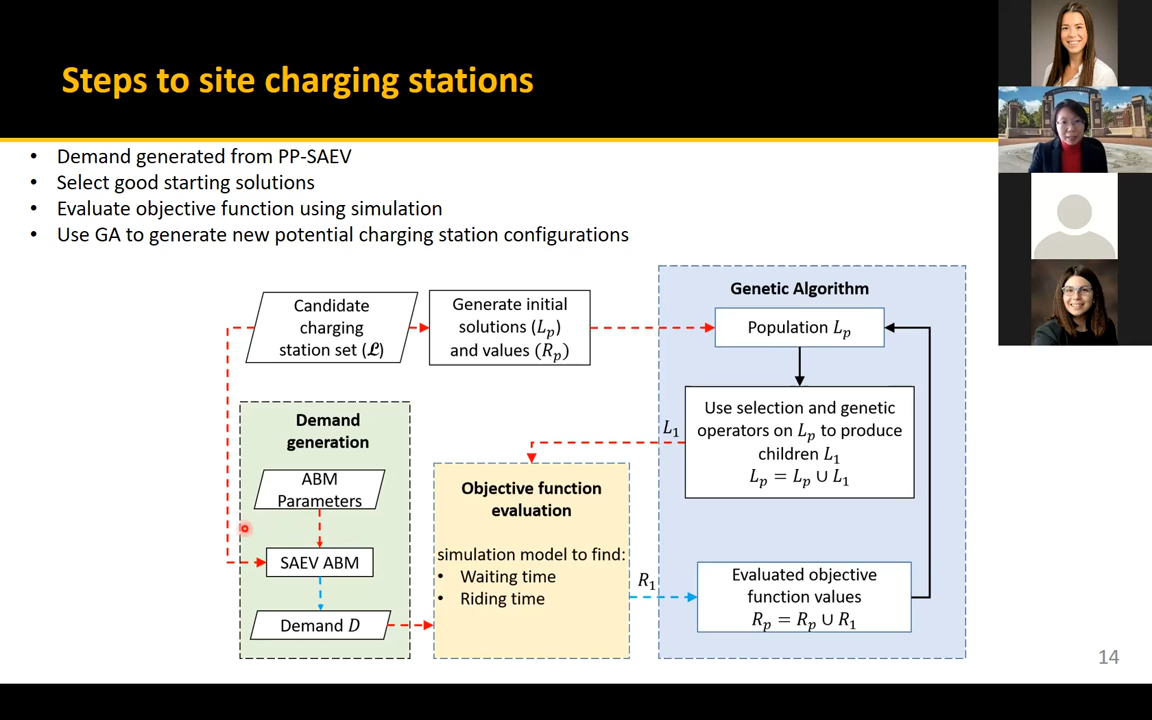 Steps to site charging stations
• Demand generated from PP-SAEV
• Select good starting solutions
• Evaluate objective function using simulation
• Use GA to generate new potential charging station configurations
Candidate
charging
station set (ℒ)
Generate initial
solutions (Lₚ)
and values (Rₚ)
Genetic Algorithm
Population Lₚ
Use selection and genetic
operators on Lₚ to produce
children L₁
Lₚ = Lₚ ∪ L₁
L₁
Demand
generation
ABM
Parameters
SAEV ABM
Demand D
Objective function
evaluation
simulation model to find:
• Waiting time
• Riding time
R₁
Evaluated objective
function values
Rₚ = Rₚ ∪ R₁
14